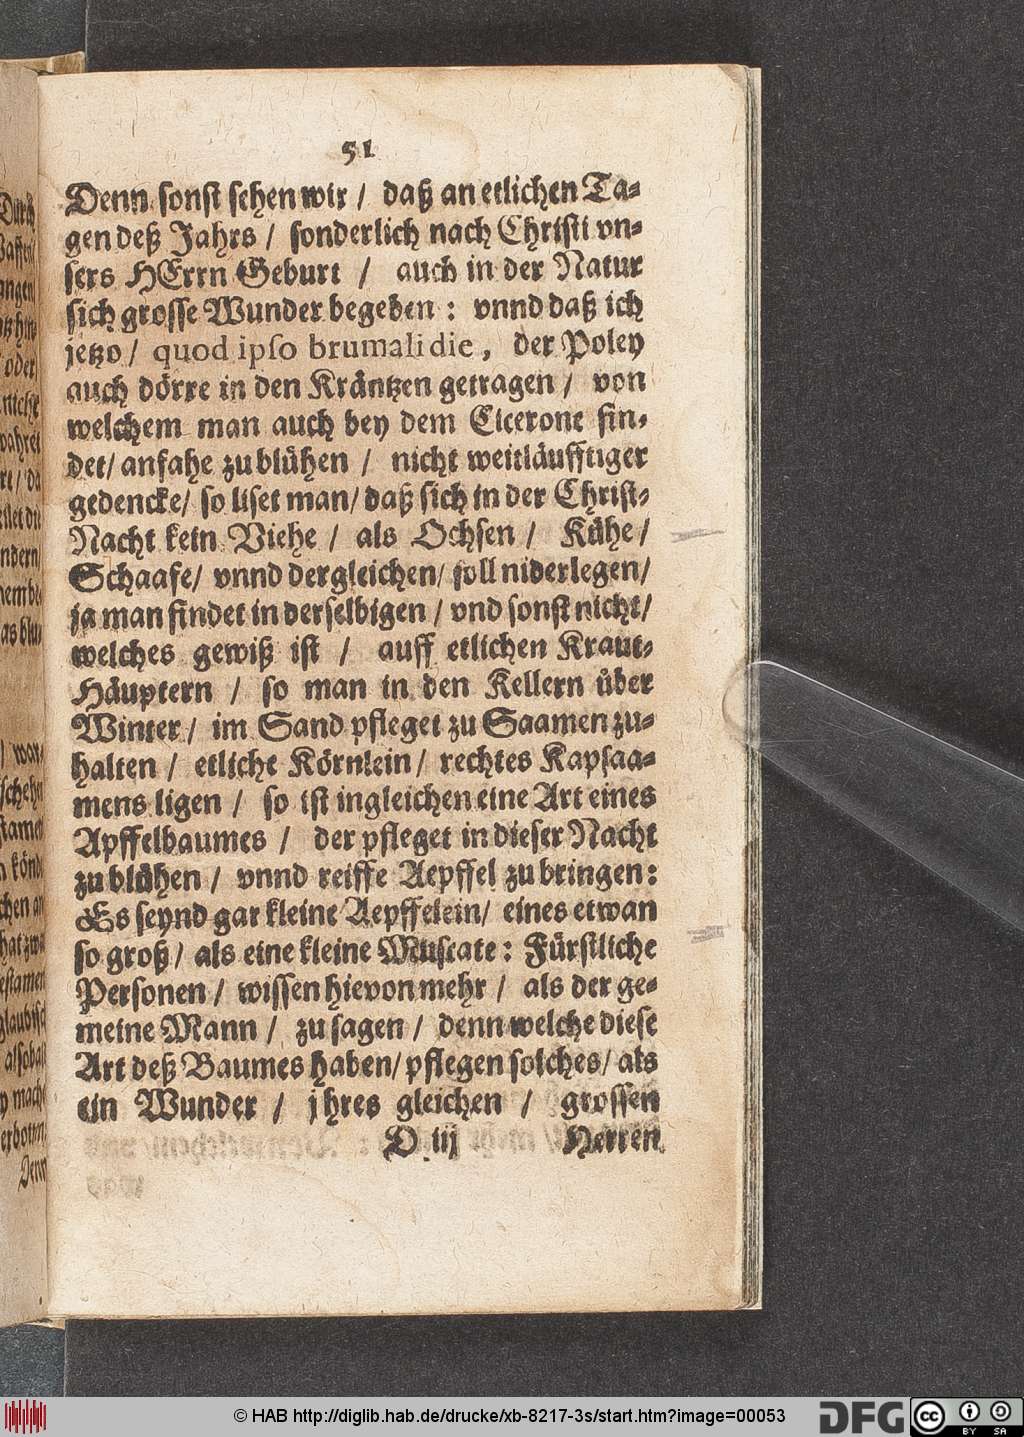 51
Denn sonst sehen wir / daß an etlichen Ta-
gen deß Jahrs / sonderlich nach Christi vn-
sers HErrn Geburt / auch in der Natur
sich grosse Wunder begeben: vnnd daß ich
jetzo / quod ipso brumali die, der Poley
auch dörre in den Kräntzen getragen / von
welchem man auch bey dem Cicerone fin-
det / anfahe zu blühen / nicht weitläufftiger
gedencke / so liset man / daß sich in der Christ-
Nacht kein Viehe / als Ochsen / Kühe /
Schaafe / vnnd dergleichen / soll niderlegen /
ja man findet in derselbigen / vnd sonst nicht /
welches gewiß ist / auff etlichen Kraut-
Häuptern / so man in den Kellern über
Winter / im Sand pfleget zu Saamen zu-
halten / etliche Körnlein / rechtes Kapsaa-
mens ligen / so ist ingleichen eine Art eines
Apffelbaumes / der pfleget in dieser Nacht
zu blühen / vnnd reiffe Aepffel zu bringen:
Es seynd gar kleine Aepffelein / eines etwan
so groß / als eine kleine Muscate: Fürstliche
Personen / wissen hievon mehr / als der ge-
meine Mann / zu sagen / denn welche diese
Art deß Baumes haben / pflegen solches / als
ein Wunder / jhres gleichen / grossen
D iij Herren
© HAB http://diglib.hab.de/drucke/xb-8217-3s/start.htm?image=00053
DFG
cc
BY SA